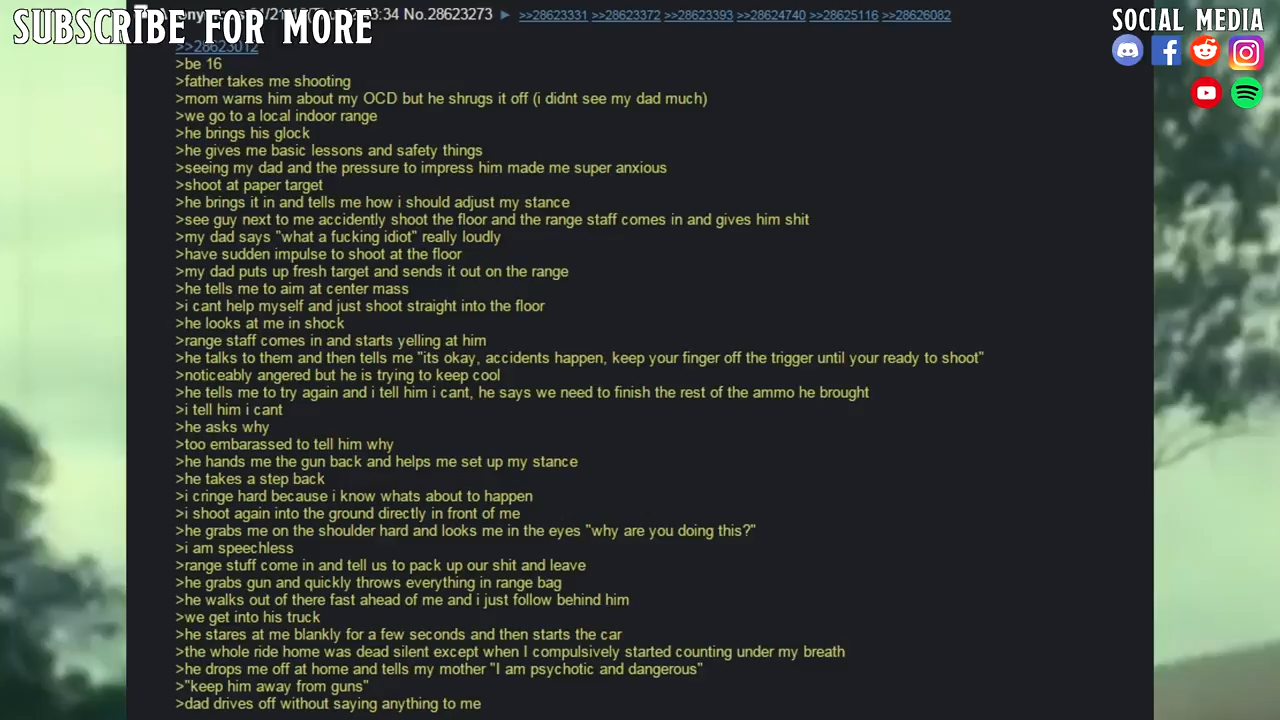 SUBSCRIBE FOR MORE
SOCIAL MEDIA
No.28623273 ► >>28623331 >>28623372 >>28623393 >>28624740 >>28625116 >>28626082
>>28623012
>be 16
>father takes me shooting
>mom warns him about my OCD but he shrugs it off (i didnt see my dad much)
>we go to a local indoor range
>he brings his glock
>he gives me basic lessons and safety things
>seeing my dad and the pressure to impress him made me super anxious
>shoot at paper target
>he brings it in and tells me how i should adjust my stance
>see guy next to me accidently shoot the floor and the range staff comes in and gives him shit
>my dad says "what a fucking idiot" really loudly
>have sudden impulse to shoot at the floor
>my dad puts up fresh target and sends it out on the range
>he tells me to aim at center mass
>i cant help myself and just shoot straight into the floor
>he looks at me in shock
>range staff comes in and starts yelling at him
>he talks to them and then tells me "its okay, accidents happen, keep your finger off the trigger until your ready to shoot"
>noticeably angered but he is trying to keep cool
>he tells me to try again and i tell him i cant, he says we need to finish the rest of the ammo he brought
>i tell him i cant
>he asks why
>too embarassed to tell him why
>he hands me the gun back and helps me set up my stance
>he takes a step back
>i cringe hard because i know whats about to happen
>i shoot again into the ground directly in front of me
>he grabs me on the shoulder hard and looks me in the eyes "why are you doing this?"
>i am speechless
>range stuff come in and tell us to pack up our shit and leave
>he grabs gun and quickly throws everything in range bag
>he walks out of there fast ahead of me and i just follow behind him
>we get into his truck
>he stares at me blankly for a few seconds and then starts the car
>the whole ride home was dead silent except when I compulsively started counting under my breath
>he drops me off at home and tells my mother "I am psychotic and dangerous"
>"keep him away from guns"
>dad drives off without saying anything to me